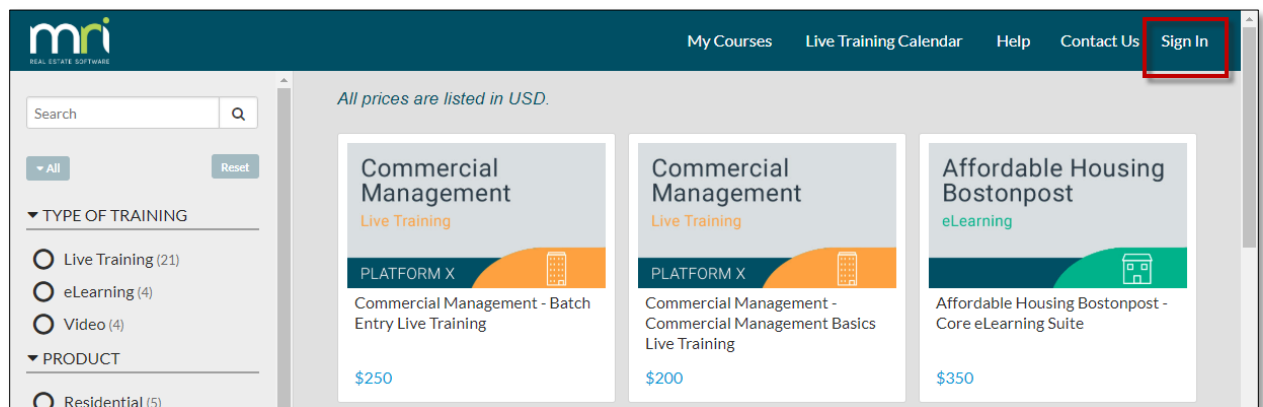 mri
REAL ESTATE SOFTWARE
My Courses
Live Training Calendar
Help
Contact Us
Sign In
Search
All
Reset
TYPE OF TRAINING
Live Training (21)
eLearning (4)
Video (4)
PRODUCT
Residential (5)
All prices are listed in USD.
Commercial
Management
Live Training
PLATFORM X
Commercial Management - Batch
Entry Live Training
$250
Commercial
Management
Live Training
PLATFORM X
Commercial Management -
Commercial Management Basics
Live Training
$200
Affordable Housing
Bostonpost
eLearning
Affordable Housing Bostonpost -
Core eLearning Suite
$350